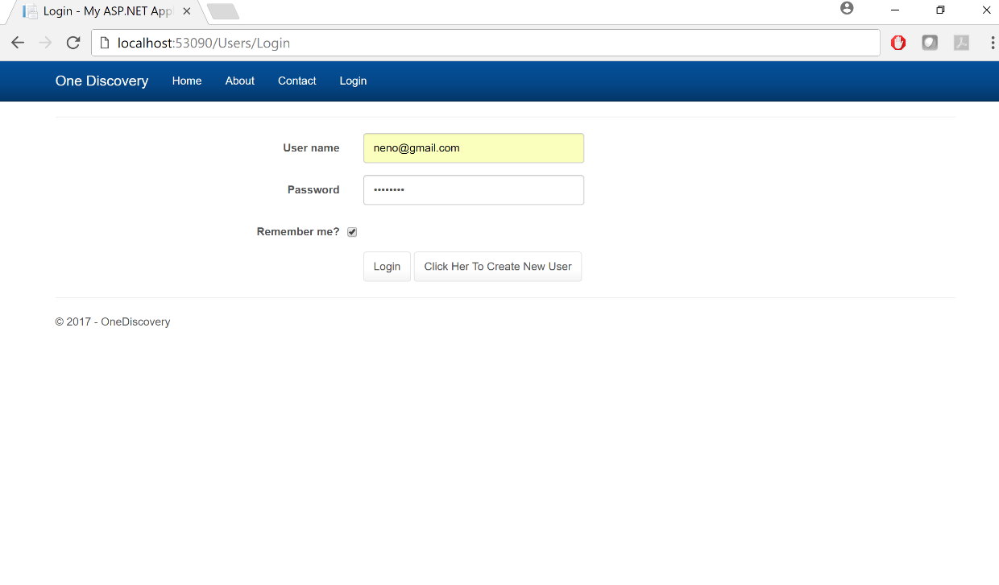 Login - My ASP.NET App
localhost:53090/Users/Login
One Discovery Home About Contact Login
User name neno@gmail.com
Password ••••••••
Remember me?
Login Click Her To Create New User
© 2017 - OneDiscovery